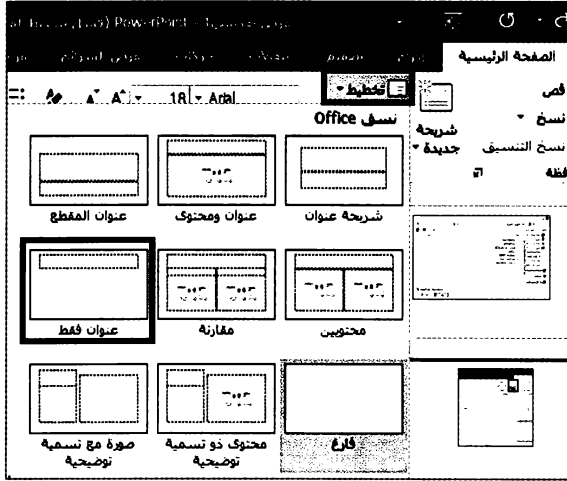 PowerPoint
الصفحة الرئيسية
تصميم
قص
نسخ
نسخ التنسيق
شريحة
جديدة
تخطيط
18 Arial
نسق Office
شريحة عنوان
عنوان ومحتوى
عنوان المقطع
محتويين
مقارنة
عنوان فقط
فارغ
محتوى ذو تسمية
توضيحية
صورة مع تسمية
توضيحية